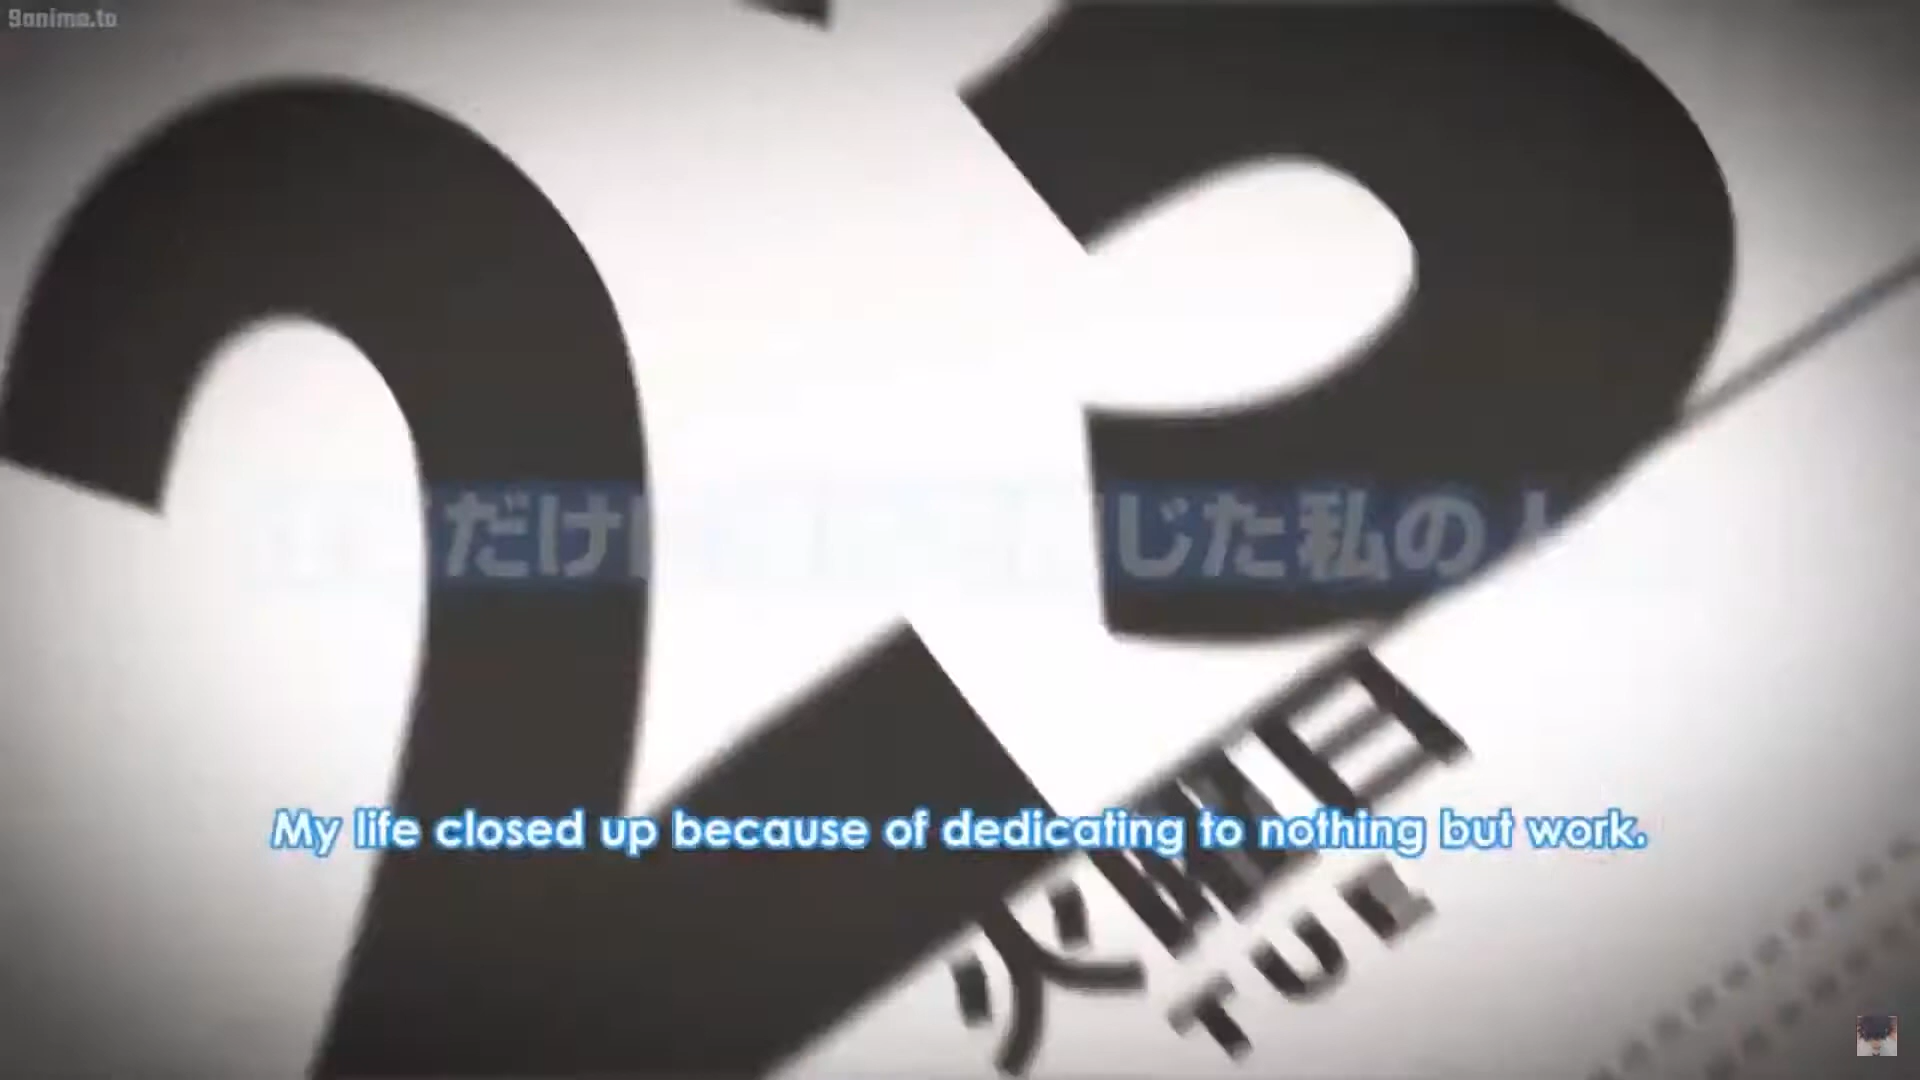 9anime.to
23
だけ じた私の
My life closed up because of dedicating to nothing but work.
火曜日
TUE